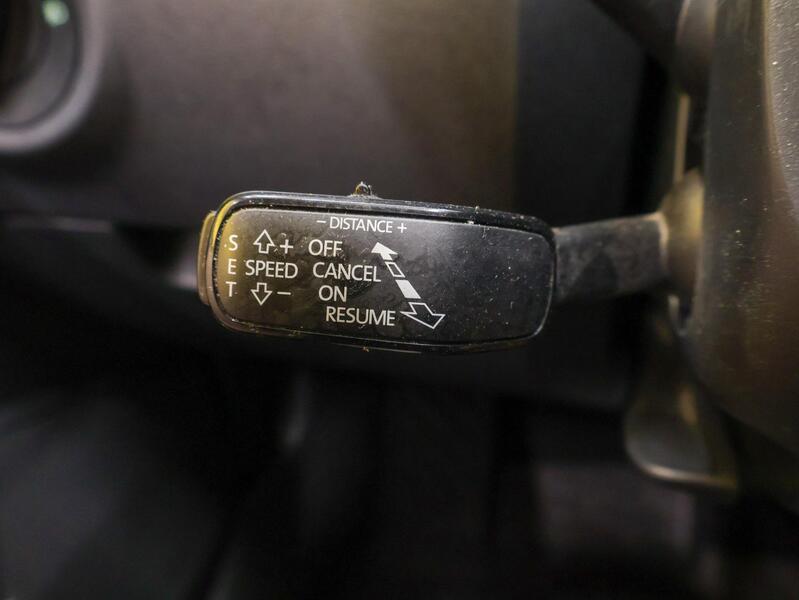 - DISTANCE +
S + OFF
E SPEED CANCEL
T - ON
RESUME